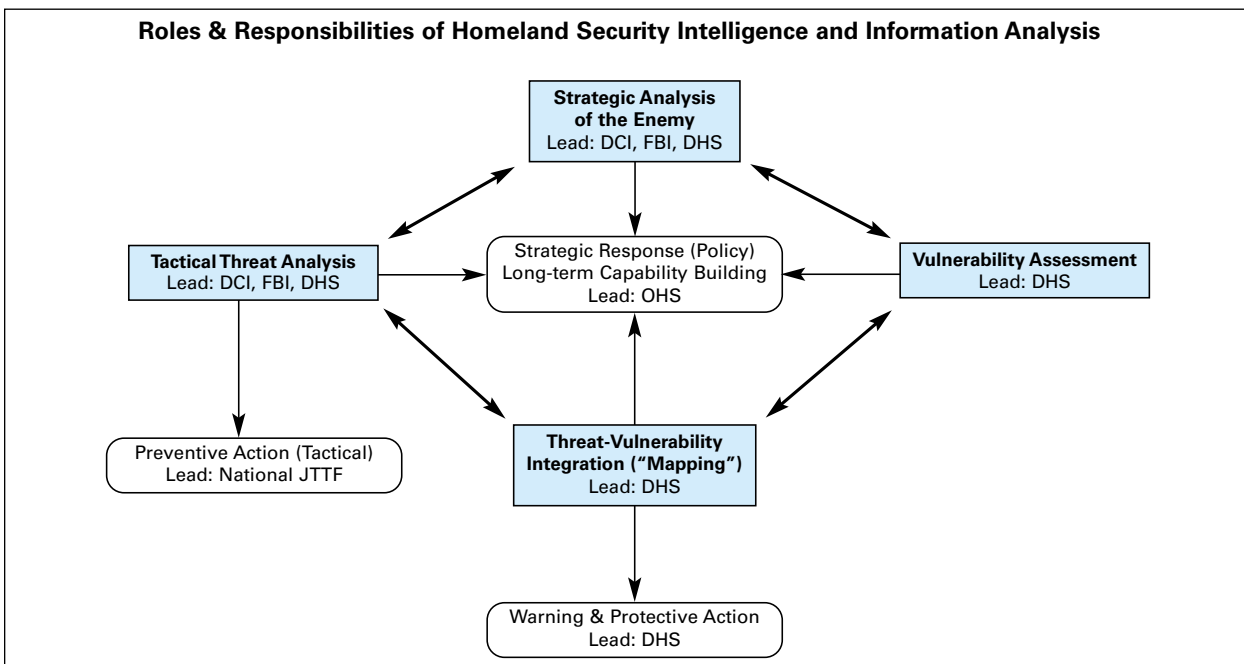 Roles & Responsibilities of Homeland Security Intelligence and Information Analysis
Strategic Analysis
of the Enemy
Lead: DCI, FBI, DHS
Tactical Threat Analysis
Lead: DCI, FBI, DHS
Strategic Response (Policy)
Long-term Capability Building
Lead: OHS
Vulnerability Assessment
Lead: DHS
Preventive Action (Tactical)
Lead: National JTTF
Threat-Vulnerability
Integration (“Mapping”)
Lead: DHS
Warning & Protective Action
Lead: DHS